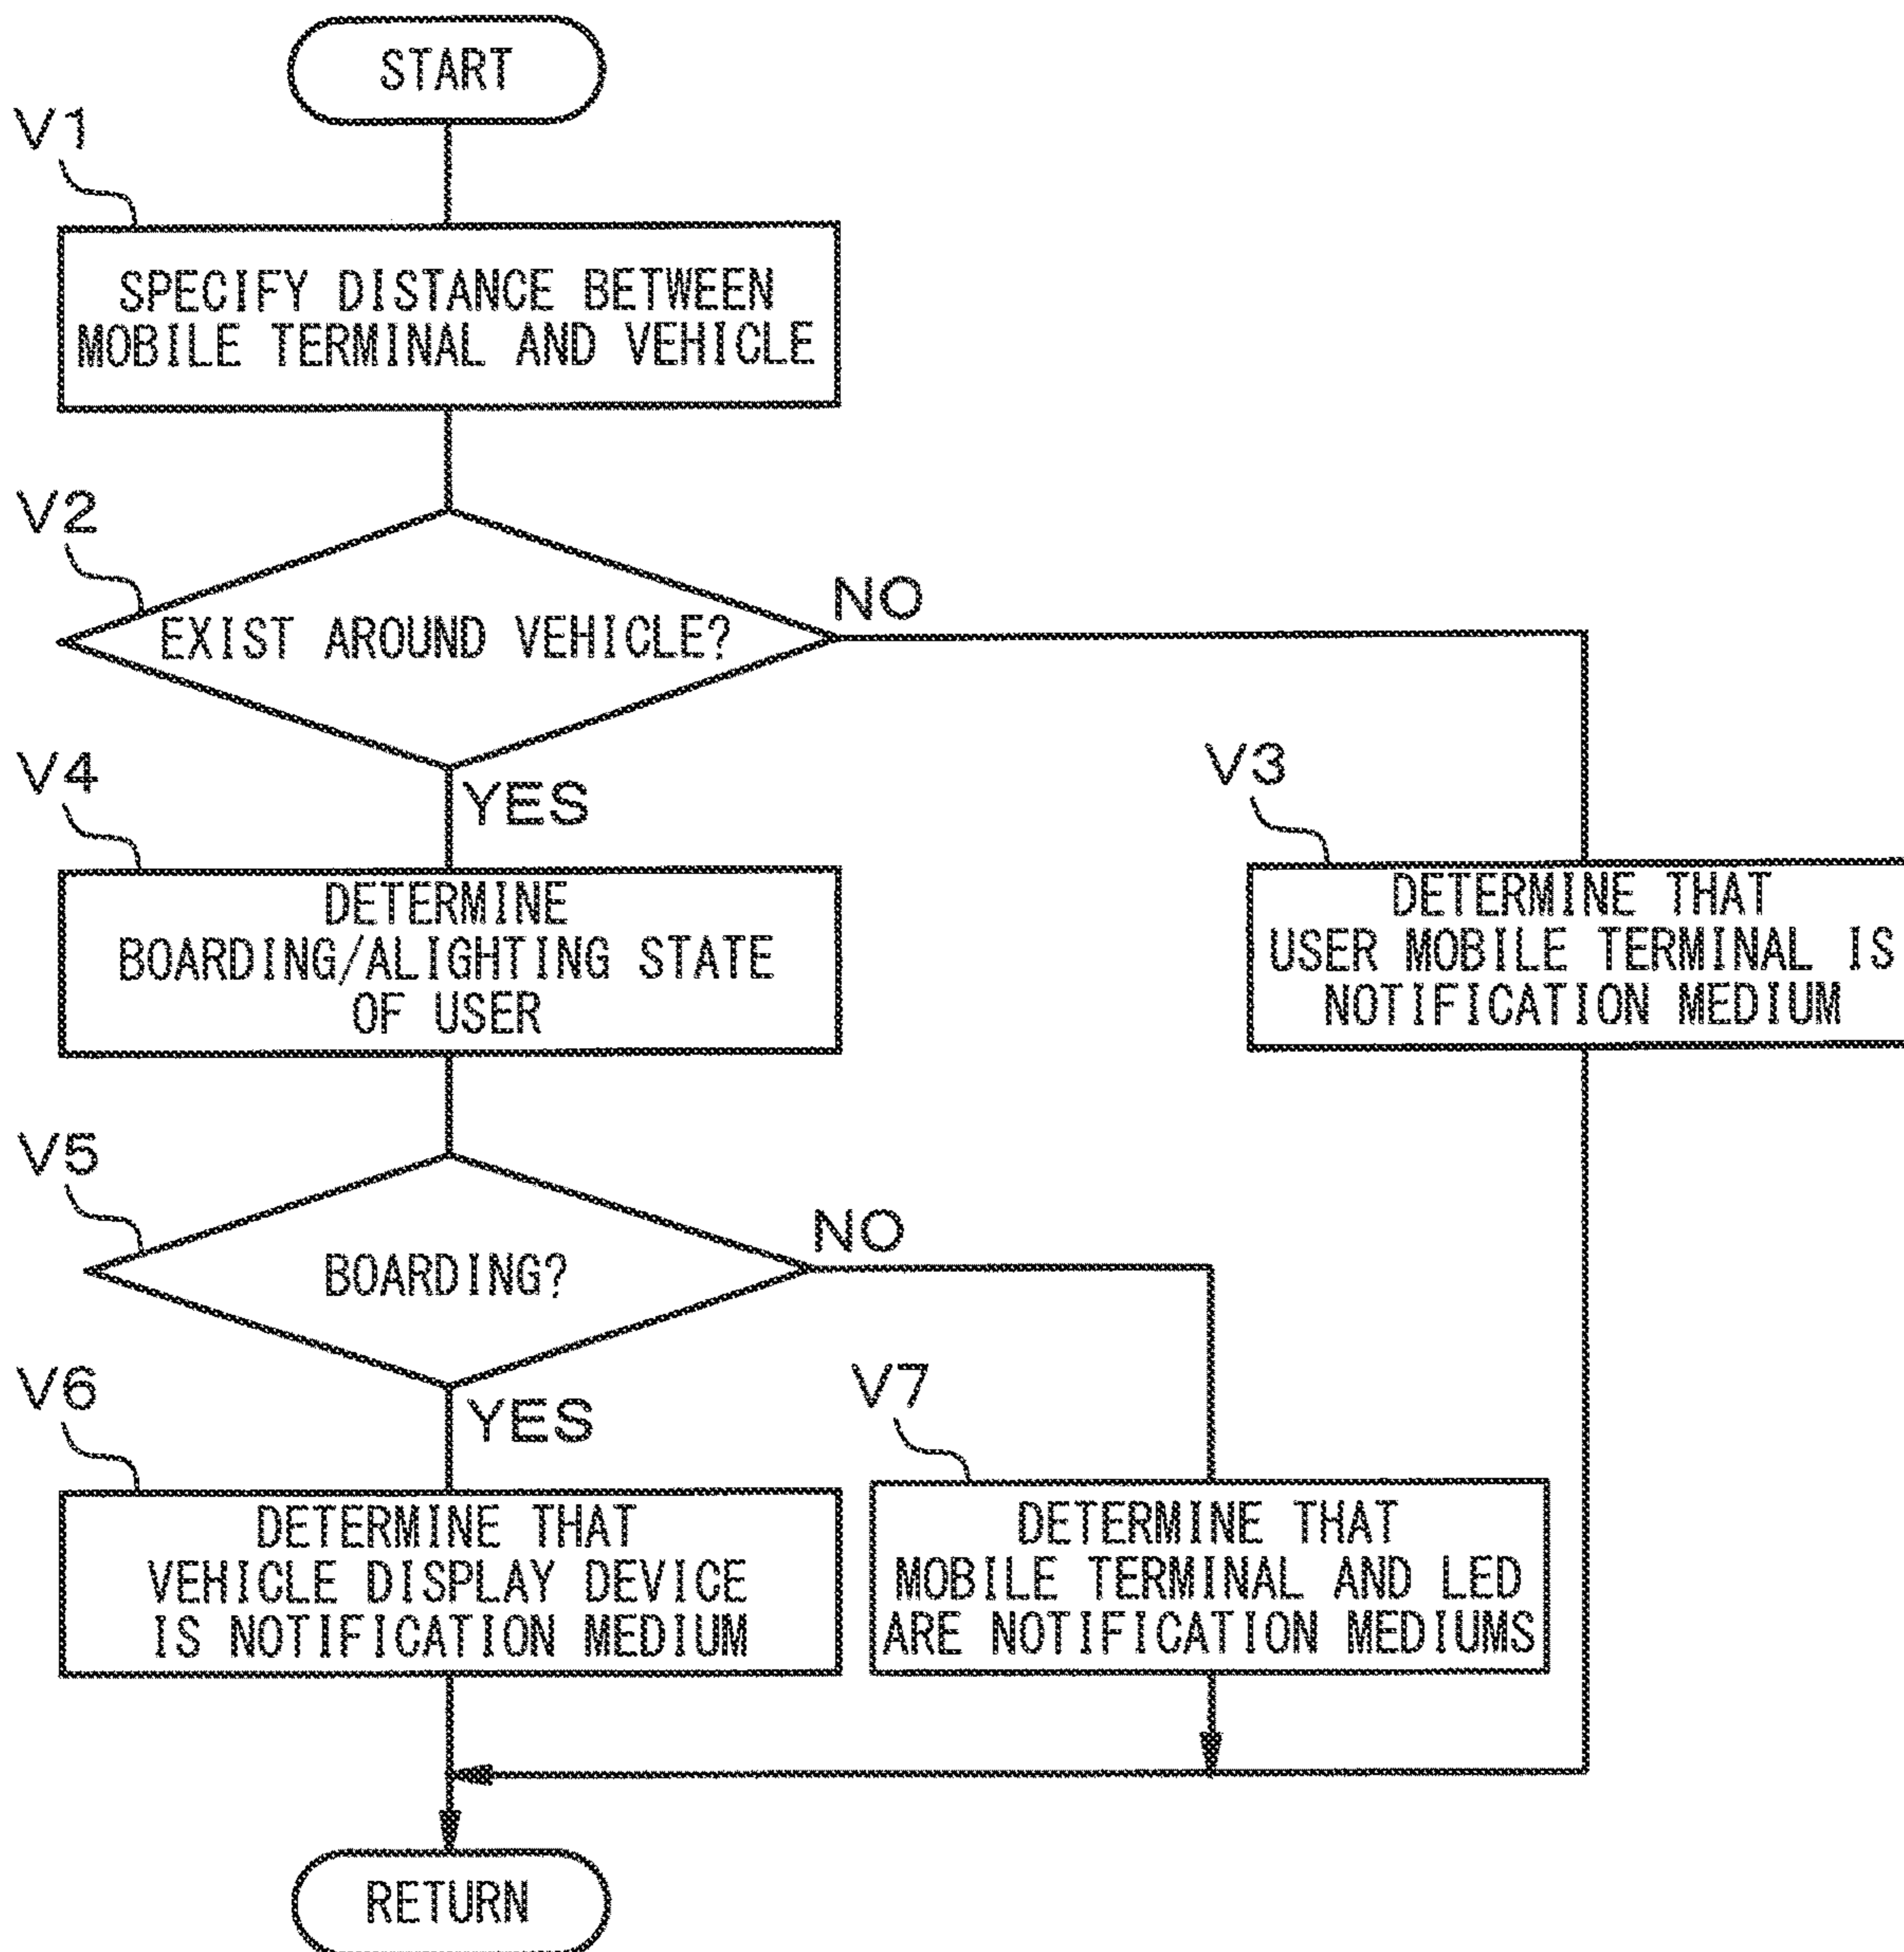 START
V1
SPECIFY DISTANCE BETWEEN
MOBILE TERMINAL AND VEHICLE
V2
EXIST AROUND VEHICLE?
NO
YES
V3
DETERMINE THAT
USER MOBILE TERMINAL IS
NOTIFICATION MEDIUM
V4
DETERMINE
BOARDING/ALIGHTING STATE
OF USER
V5
BOARDING?
NO
YES
V6
DETERMINE THAT
VEHICLE DISPLAY DEVICE
IS NOTIFICATION MEDIUM
V7
DETERMINE THAT
MOBILE TERMINAL AND LED
ARE NOTIFICATION MEDIUMS
RETURN